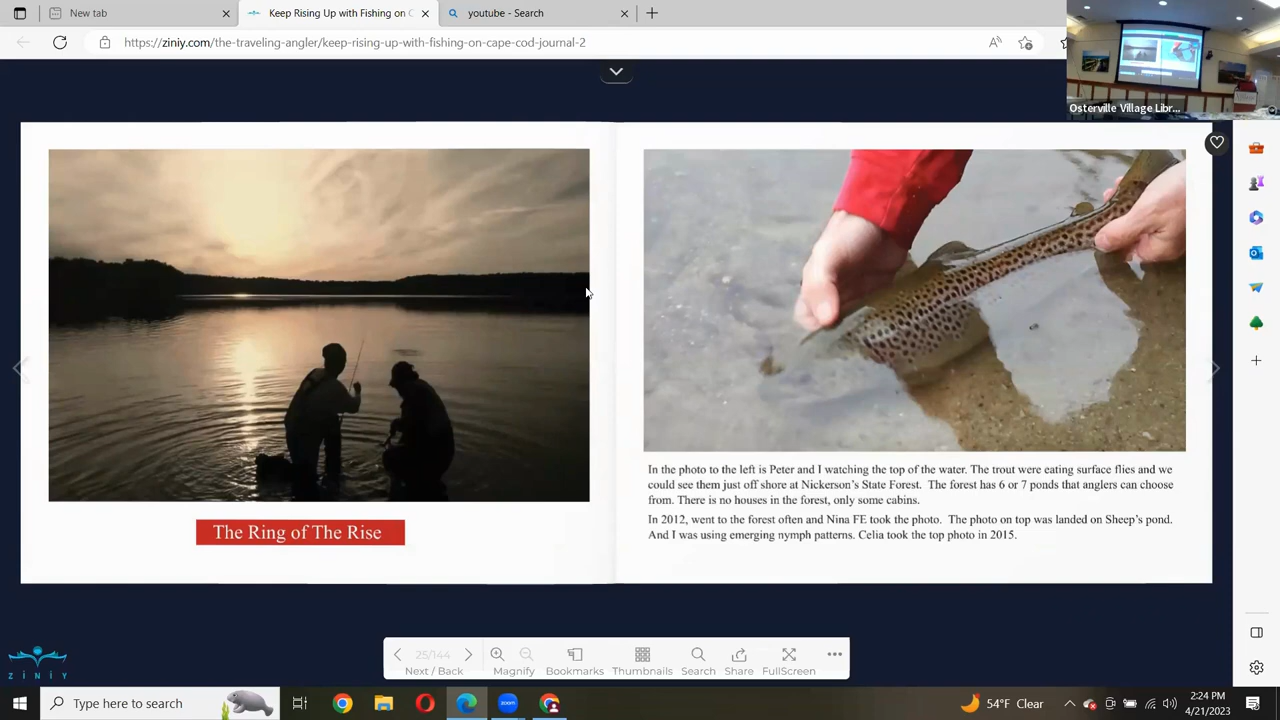 New tab
Keep Rising Up with Fishing on C
youtube - Search
https://ziniy.com/the-traveling-angler/keep-rising-up-with-fishing-on-cape-cod-journal-2
Osterville Village Libr...
The Ring of The Rise
In the photo to the left is Peter and I watching the top of the water. The trout were eating surface flies and we
could see them just off shore at Nickerson's State Forest. The forest has 6 or 7 ponds that anglers can choose
from. There is no houses in the forest, only some cabins.
In 2012, went to the forest often and Nina FE took the photo. The photo on top was landed on Sheep's pond.
And I was using emerging nymph patterns. Celia took the top photo in 2015.
25/144
Next / Back
Magnify
Bookmarks
Thumbnails
Search
Share
FullScreen
ZINIY
Type here to search
zoom
54°F Clear
2:24 PM
4/21/2023